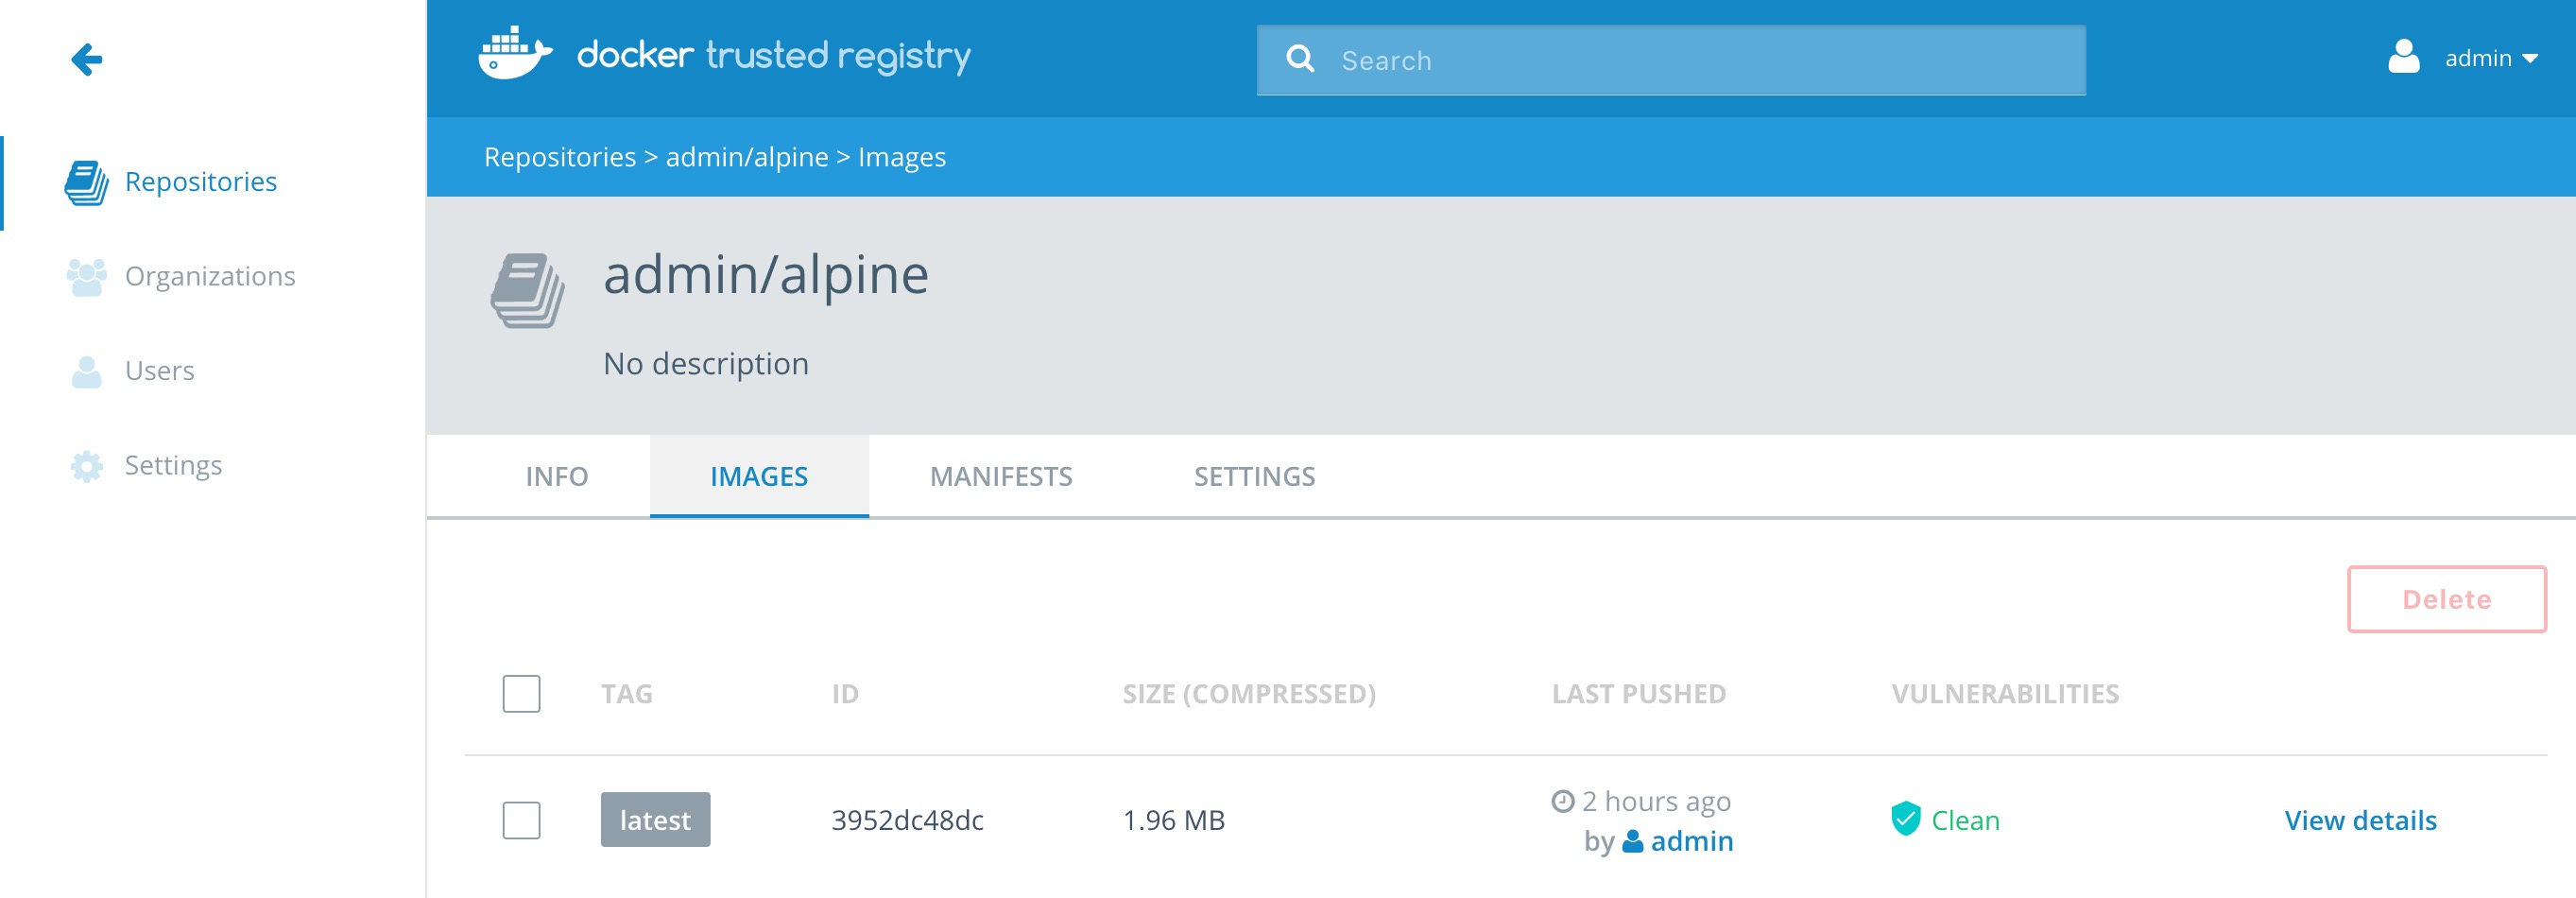 docker trusted registry
Search
admin
Repositories > admin/alpine > Images
Repositories
Organizations
Users
Settings
admin/alpine
No description
INFO IMAGES MANIFESTS SETTINGS
Delete
TAG ID SIZE (COMPRESSED) LAST PUSHED VULNERABILITIES
latest 3952dc48dc 1.96 MB 2 hours ago Clean View details
by admin